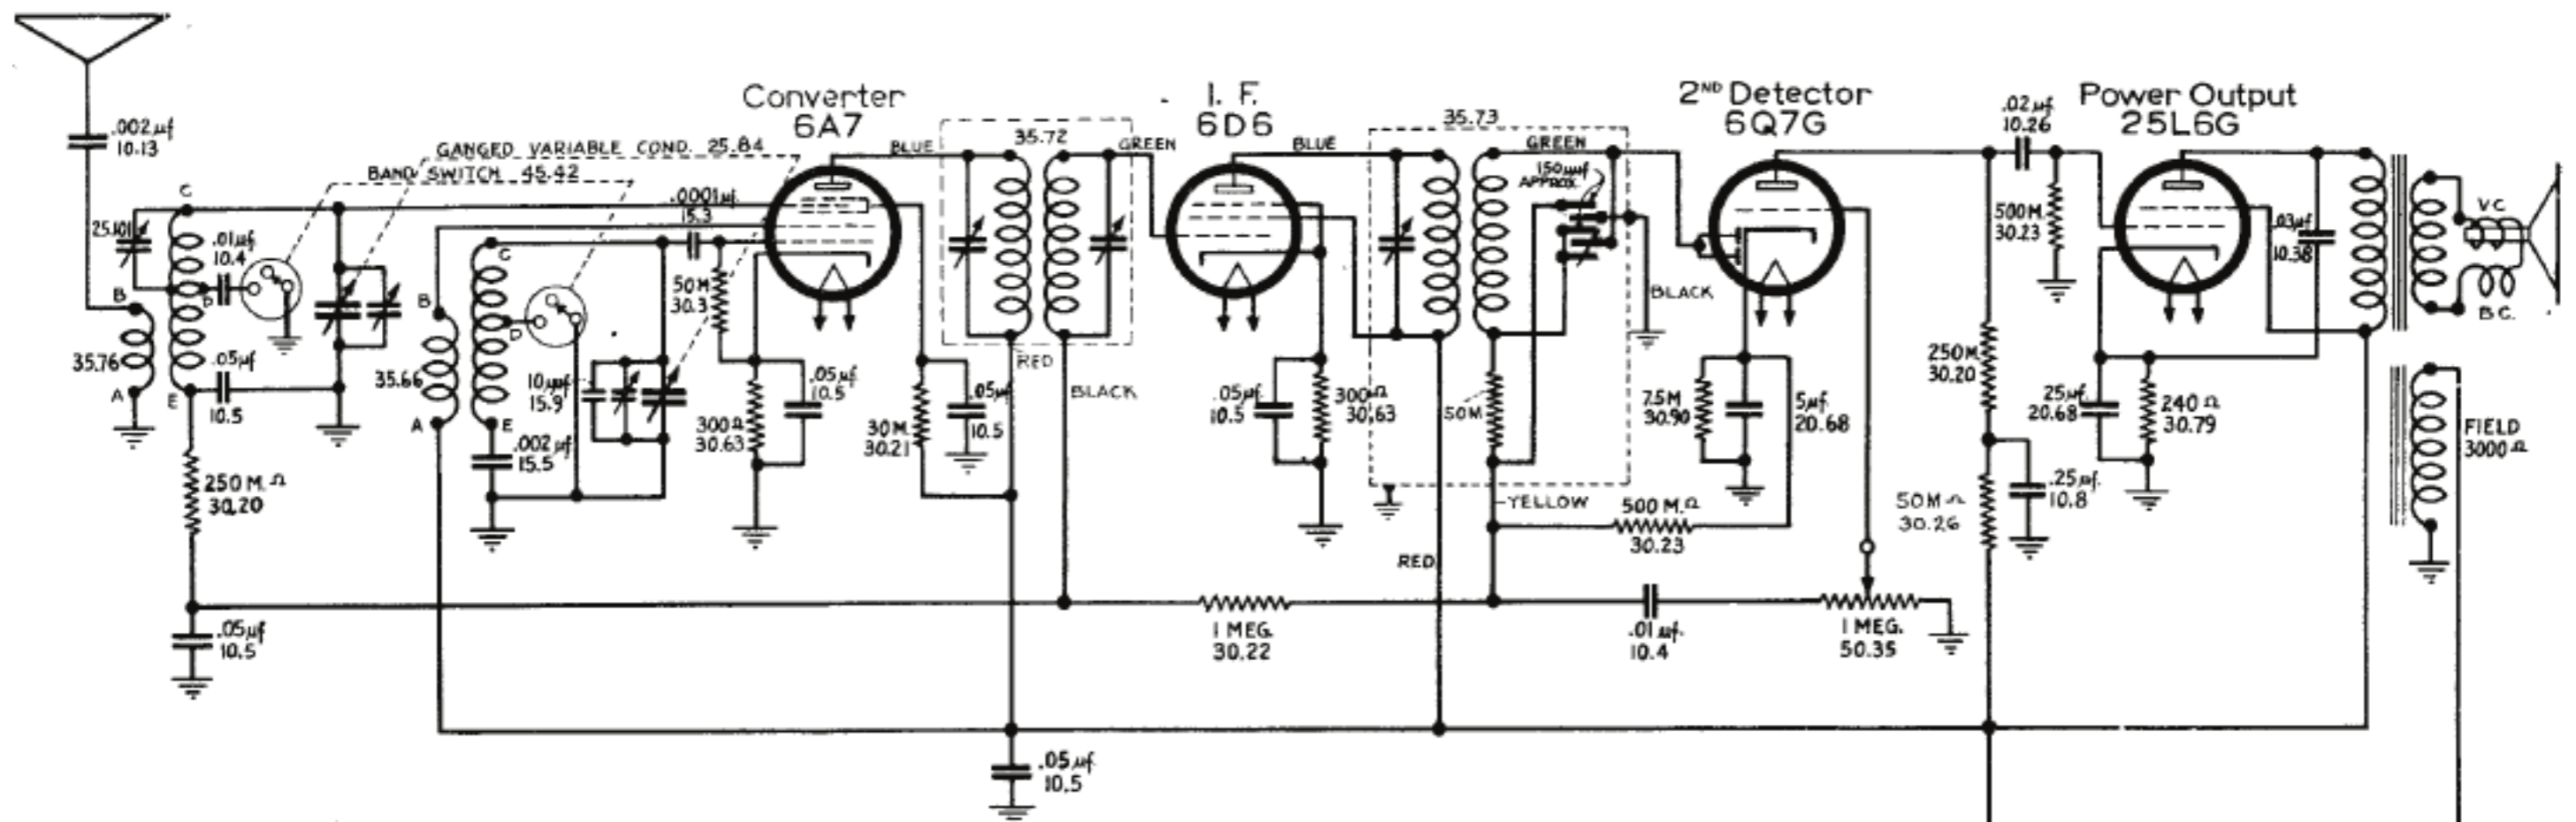 Converter
6A7
I. F.
6D6
2ND Detector
6Q7G
Power Output
25L6G
.002µf
10.13
GANGED VARIABLE COND. 25.84
BAND SWITCH 45.42
BLUE
35.72
GREEN
BLUE
35.73
GREEN
150µµf
APPROX.
.02µf
10.26
.0001µf.
15.3
C
25.101
.01µf
10.4
D
B
35.76
A
.05µf
10.5
E
250 M.Ω
30.20
.05µf
10.5
C
B
D
35.66
A
E
10µµf
15.9
.002µf
15.5
50M
30.3
300Ω
30.63
.05µf.
10.5
30M.
30.21
.05µf
10.5
RED
BLACK
.05µf.
10.5
300Ω
30.63
50M
BLACK
YELLOW
RED
7.5M
30.90
5µf.
20.68
500 M.Ω
30.23
1 MEG.
30.22
.01µf.
10.4
1 MEG.
50.35
500M.
30.23
250M.
30.20
50MΩ
30.26
.25µf.
10.8
25µf.
20.68
240Ω
30.79
.03µf
10.38
V.C.
B.C.
FIELD
3000Ω
.05µf.
10.5